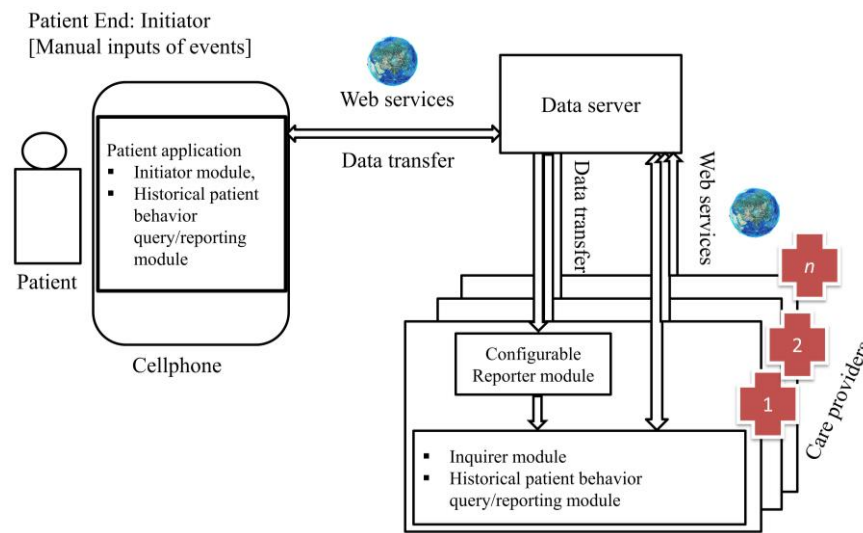 Patient End: Initiator
[Manual inputs of events]
Web services
Data server
Data transfer
Patient application
▪ Initiator module,
▪ Historical patient
behavior
query/reporting
module
Patient
Cellphone
Data transfer
Web services
n
2
1
Care providers
Configurable
Reporter module
▪ Inquirer module
▪ Historical patient behavior
query/reporting module